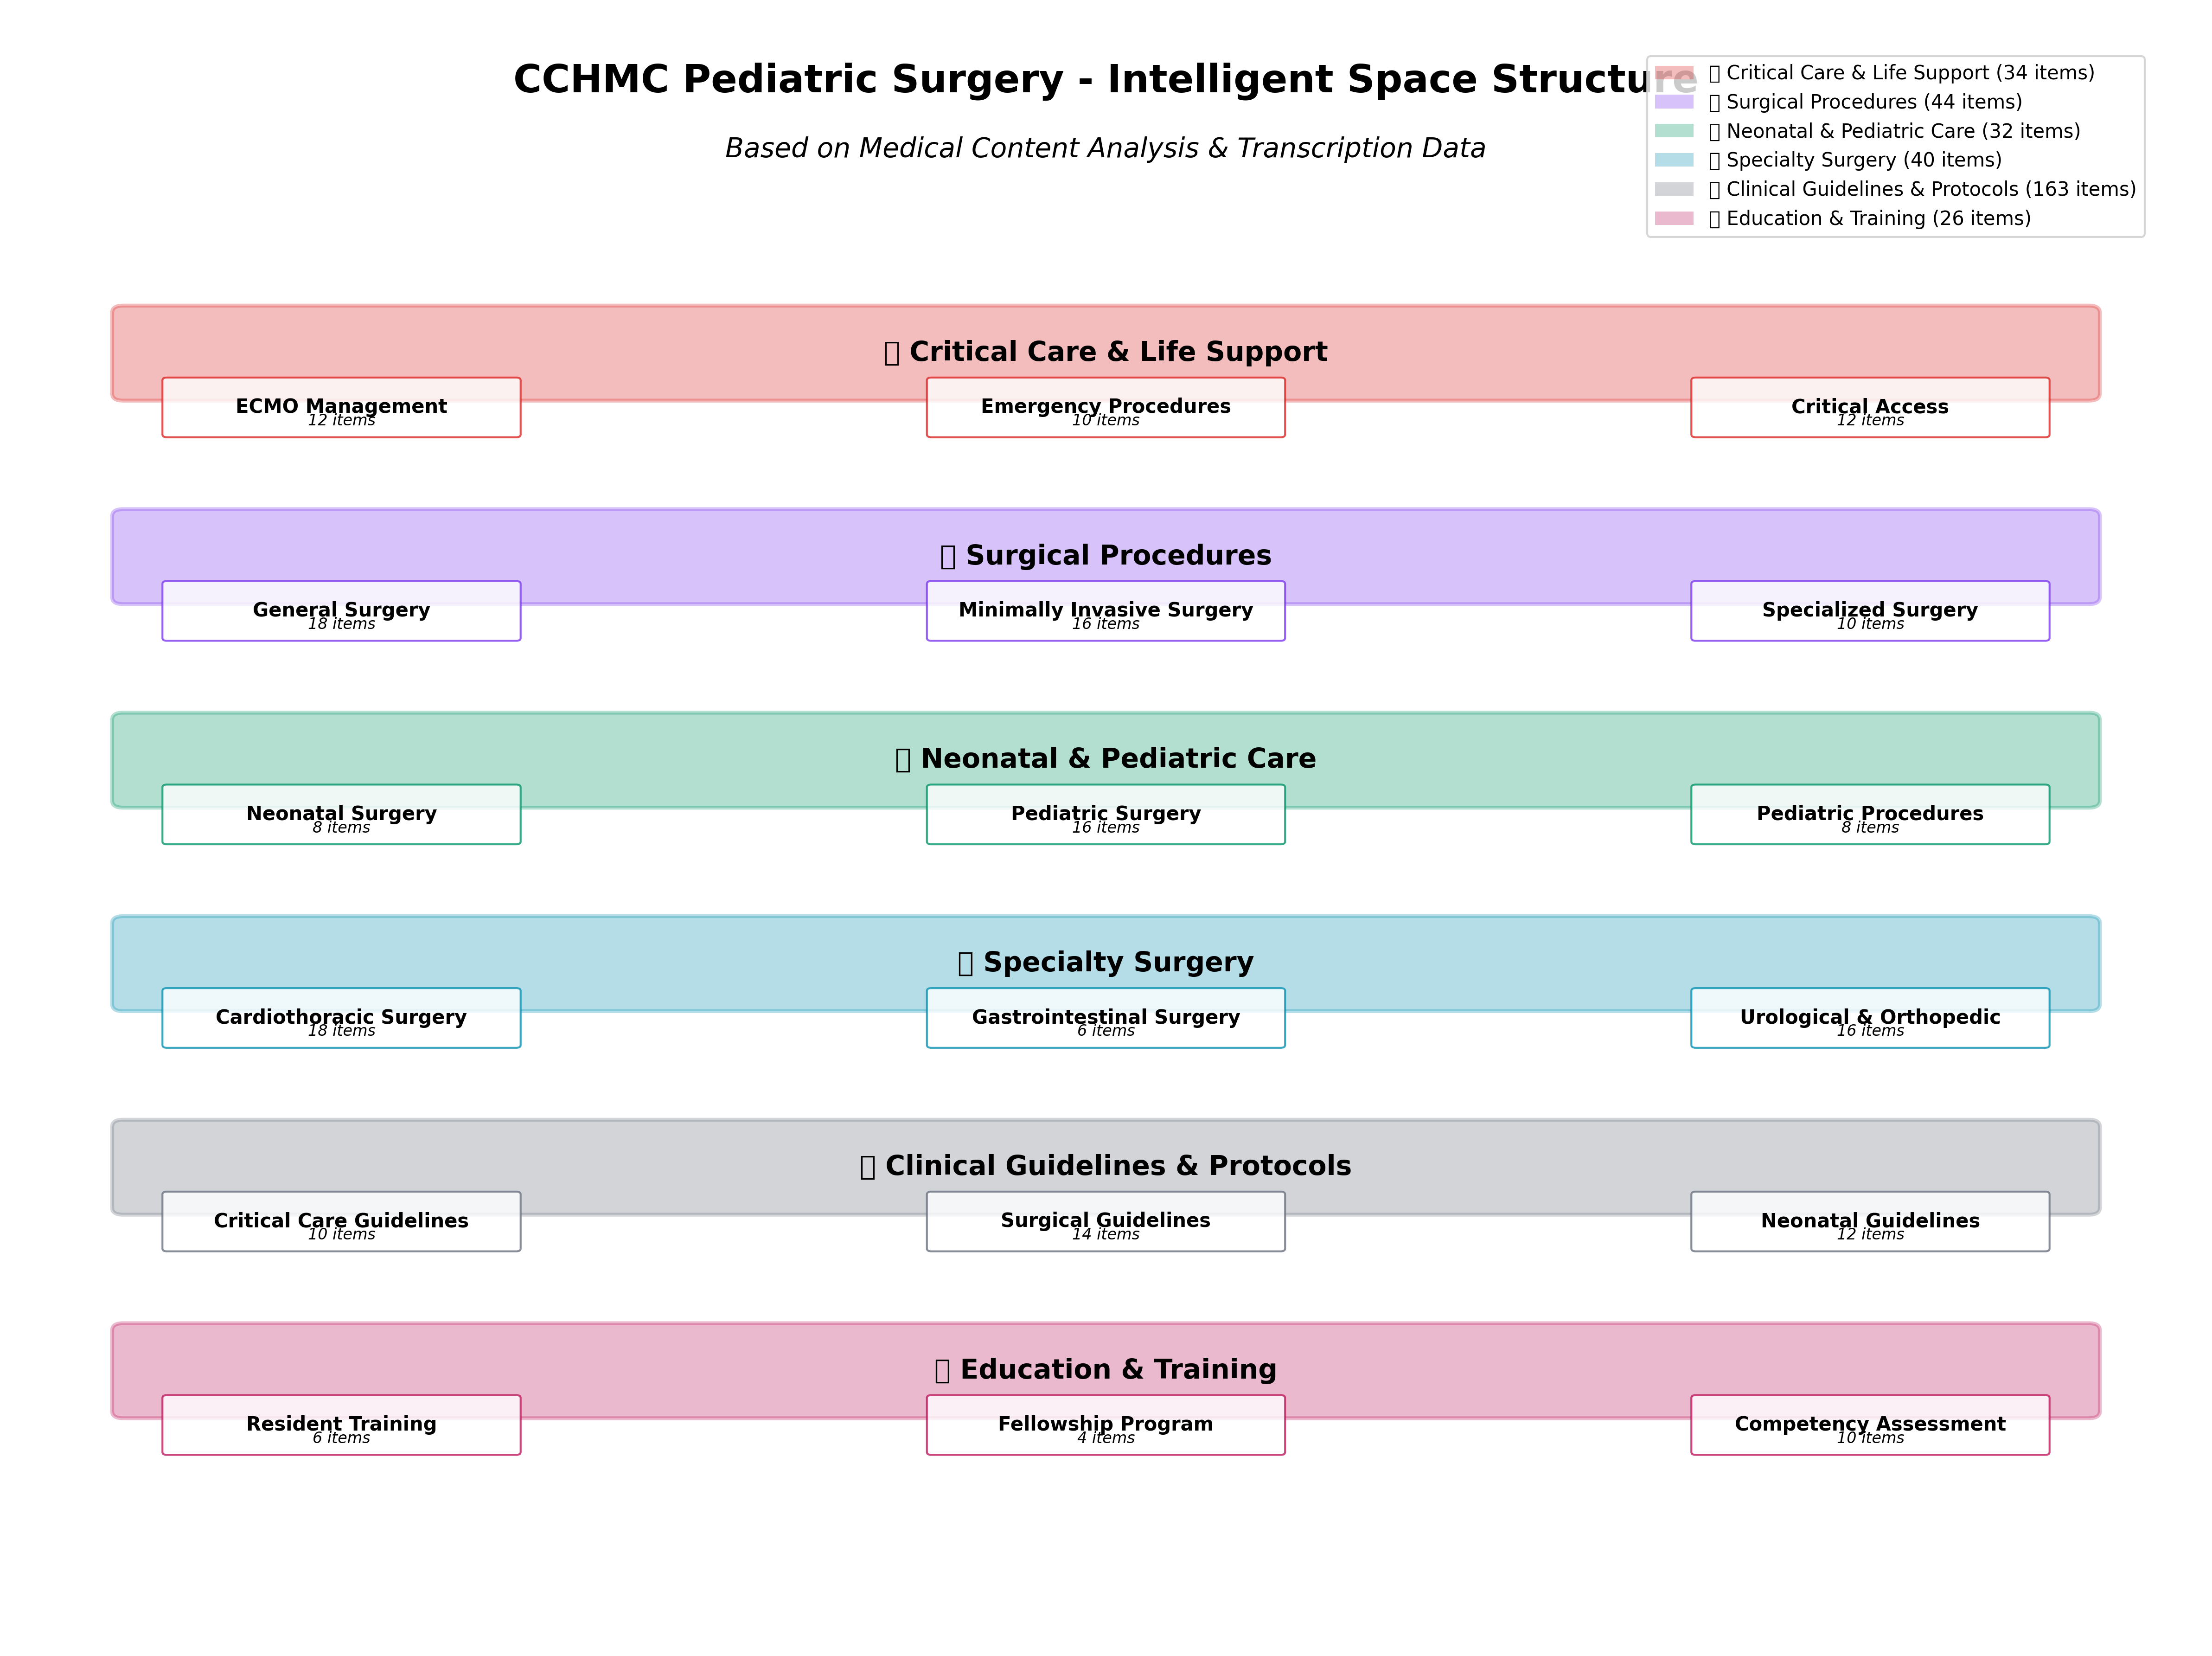 CCHMC Pediatric Surgery - Intelligent Space Structure
Based on Medical Content Analysis & Transcription Data
Critical Care & Life Support (34 items)
Surgical Procedures (44 items)
Neonatal & Pediatric Care (32 items)
Specialty Surgery (40 items)
Clinical Guidelines & Protocols (163 items)
Education & Training (26 items)
Critical Care & Life Support
ECMO Management
12 items
Emergency Procedures
10 items
Critical Access
12 items
Surgical Procedures
General Surgery
18 items
Minimally Invasive Surgery
16 items
Specialized Surgery
10 items
Neonatal & Pediatric Care
Neonatal Surgery
8 items
Pediatric Surgery
16 items
Pediatric Procedures
8 items
Specialty Surgery
Cardiothoracic Surgery
18 items
Gastrointestinal Surgery
6 items
Urological & Orthopedic
16 items
Clinical Guidelines & Protocols
Critical Care Guidelines
10 items
Surgical Guidelines
14 items
Neonatal Guidelines
12 items
Education & Training
Resident Training
6 items
Fellowship Program
4 items
Competency Assessment
10 items